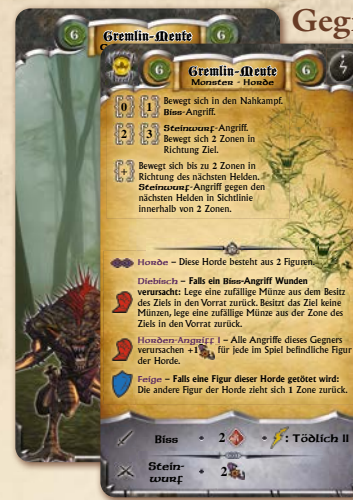 Gegn
6 Gremlin-Meute 6
6 Gremlin-Meute 6
Monster - Horde
0 1 Bewegt sich in den Nahkampf.
Biss-Angriff.
2 3 Steinwurf-Angriff.
Bewegt sich 2 Zonen in
Richtung Ziel.
+ Bewegt sich bis zu 2 Zonen in
Richtung des nächsten Helden.
Steinwurf-Angriff gegen den
nächsten Helden in Sichtlinie
innerhalb von 2 Zonen.
Horde – Diese Horde besteht aus 2 Figuren.
Diebisch – Falls ein Biss-Angriff Wunden
verursacht: Lege eine zufällige Münze aus dem Besitz
des Ziels in den Vorrat zurück. Besitzt das Ziel keine
Münzen, lege eine zufällige Münze aus der Zone des
Ziels in den Vorrat zurück.
Horden-Angriff 1 – Alle Angriffe dieses Gegners
verursachen +1 für jede im Spiel befindliche Figur
der Horde.
Feige – Falls eine Figur dieser Horde getötet wird:
Die andere Figur der Horde zieht sich 1 Zone zurück.
Biss • 2 • : Tödlich II
Stein-
wurf • 2